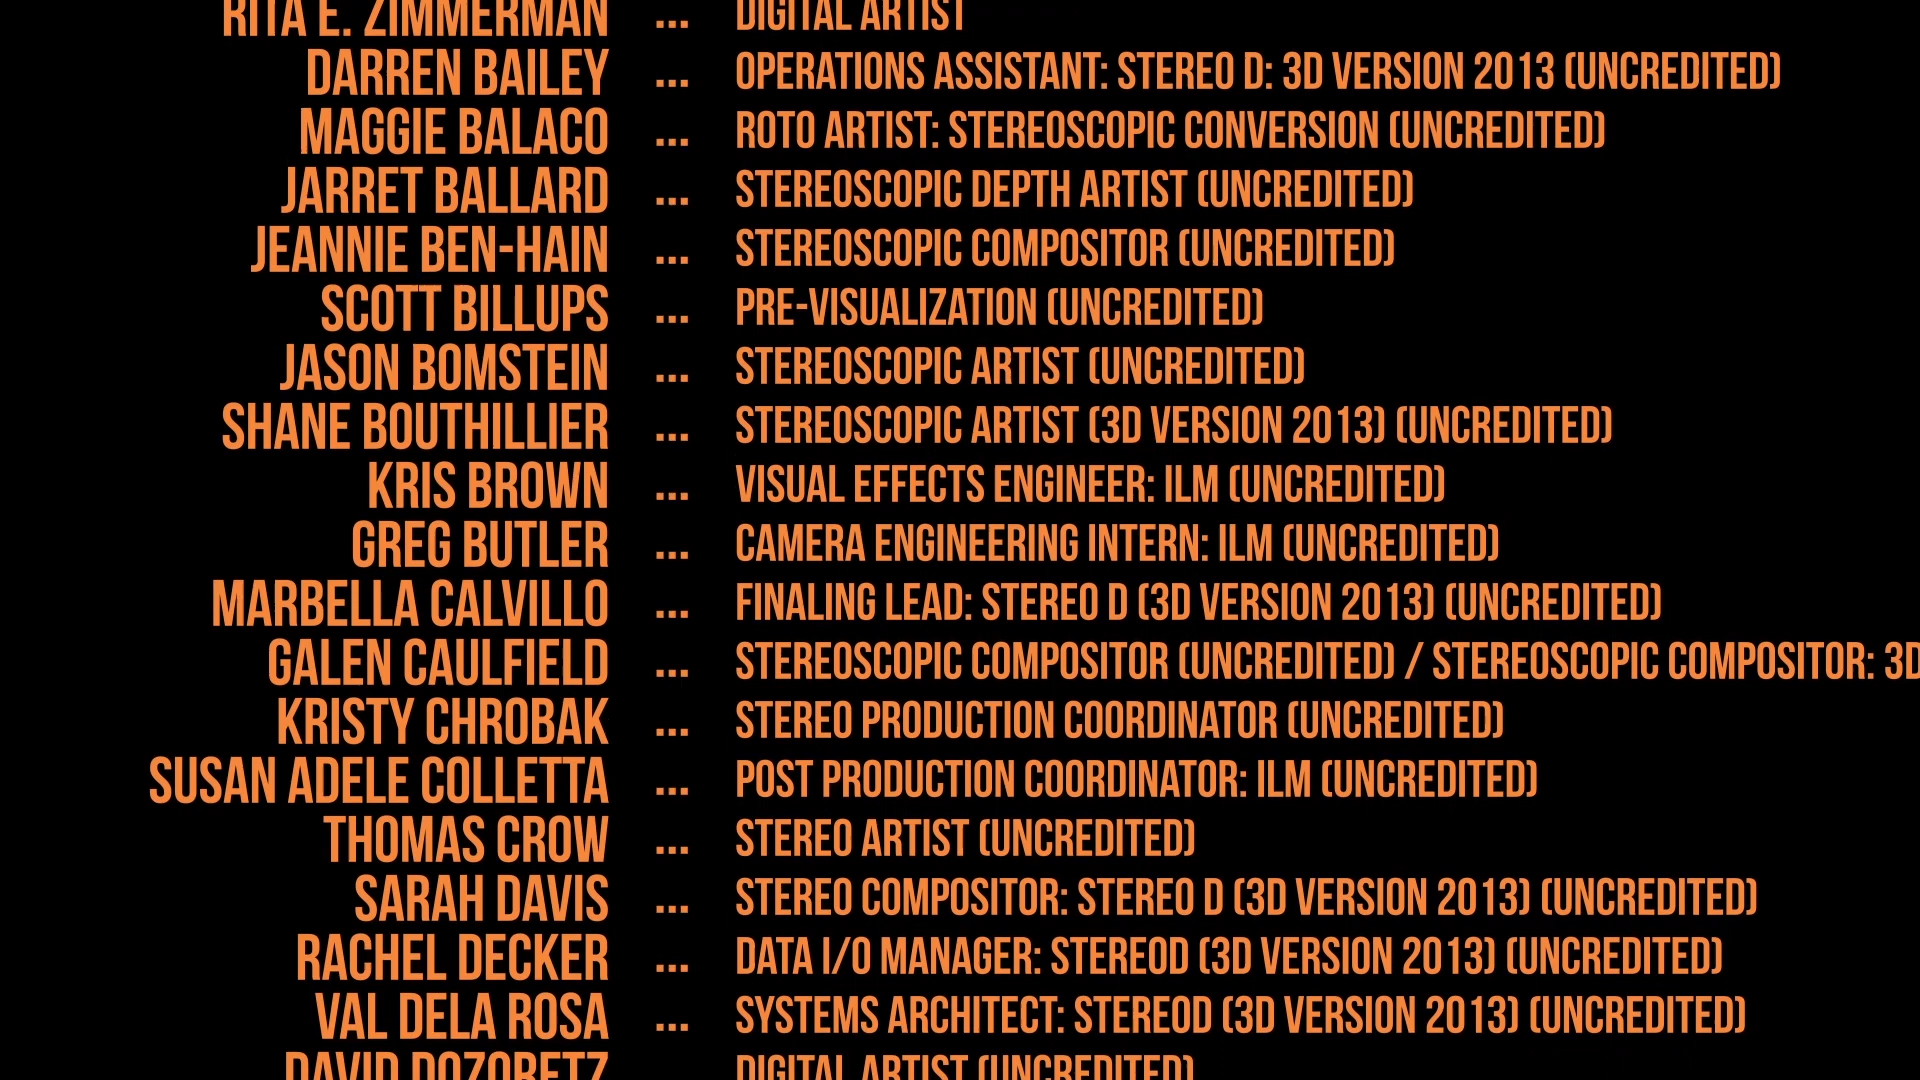 RITA E. ZIMMERMAN ... DIGITAL ARTIST
DARREN BAILEY ... OPERATIONS ASSISTANT: STEREO D: 3D VERSION 2013 (UNCREDITED)
MAGGIE BALACO ... ROTO ARTIST: STEREOSCOPIC CONVERSION (UNCREDITED)
JARRET BALLARD ... STEREOSCOPIC DEPTH ARTIST (UNCREDITED)
JEANNIE BEN-HAIN ... STEREOSCOPIC COMPOSITOR (UNCREDITED)
SCOTT BILLUPS ... PRE-VISUALIZATION (UNCREDITED)
JASON BOMSTEIN ... STEREOSCOPIC ARTIST (UNCREDITED)
SHANE BOUTHILLIER ... STEREOSCOPIC ARTIST (3D VERSION 2013) (UNCREDITED)
KRIS BROWN ... VISUAL EFFECTS ENGINEER: ILM (UNCREDITED)
GREG BUTLER ... CAMERA ENGINEERING INTERN: ILM (UNCREDITED)
MARBELLA CALVILLO ... FINALING LEAD: STEREO D (3D VERSION 2013) (UNCREDITED)
GALEN CAULFIELD ... STEREOSCOPIC COMPOSITOR (UNCREDITED) / STEREOSCOPIC COMPOSITOR: 3D
KRISTY CHROBAK ... STEREO PRODUCTION COORDINATOR (UNCREDITED)
SUSAN ADELE COLLETTA ... POST PRODUCTION COORDINATOR: ILM (UNCREDITED)
THOMAS CROW ... STEREO ARTIST (UNCREDITED)
SARAH DAVIS ... STEREO COMPOSITOR: STEREO D (3D VERSION 2013) (UNCREDITED)
RACHEL DECKER ... DATA I/O MANAGER: STEREOD (3D VERSION 2013) (UNCREDITED)
VAL DELA ROSA ... SYSTEMS ARCHITECT: STEREOD (3D VERSION 2013) (UNCREDITED)
DAVID DOZORETZ DIGITAL ARTIST (UNCREDITED)